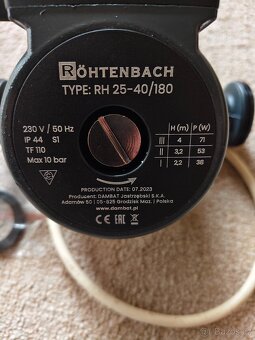 RÖHTENBACH
TYPE: RH 25-40/180
230 V / 50 Hz
IP 44 S1
TF 110
Max 10 bar
H (m) P (W)
III 4 71
II 3,2 53
I 2,2 36
PRODUCTION DATE: 07.2023
Producent: DAMBAT Jastrzębski S.A.
Adamów 50 | 05-825 Grodzisk Maz. | Polska
www.dambat.pl
CE EAC